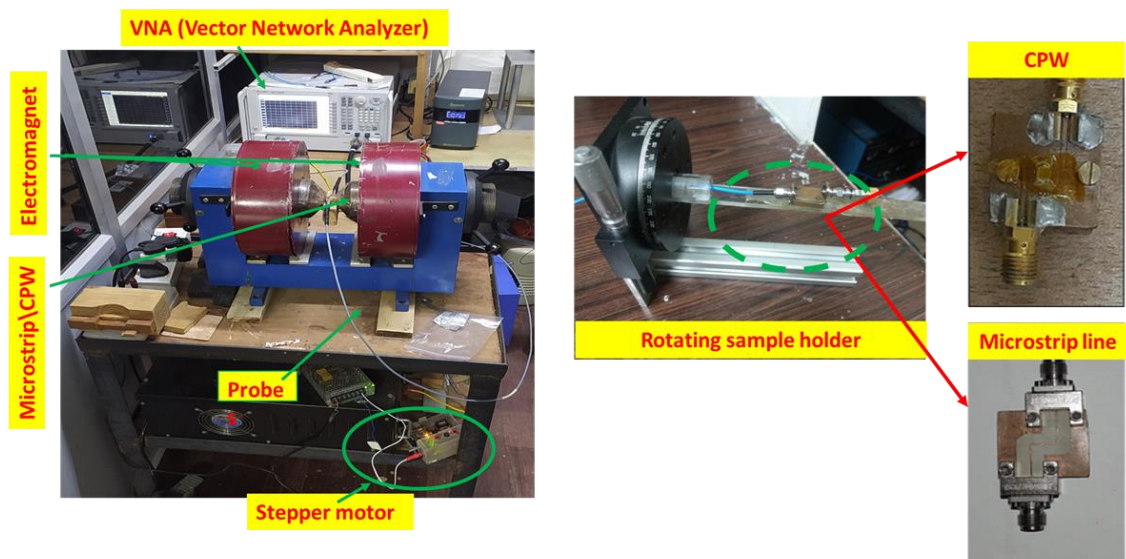 VNA (Vector Network Analyzer)
Electromagnet
Microstrip\CPW
Probe
Stepper motor
Rotating sample holder
CPW
Microstrip line